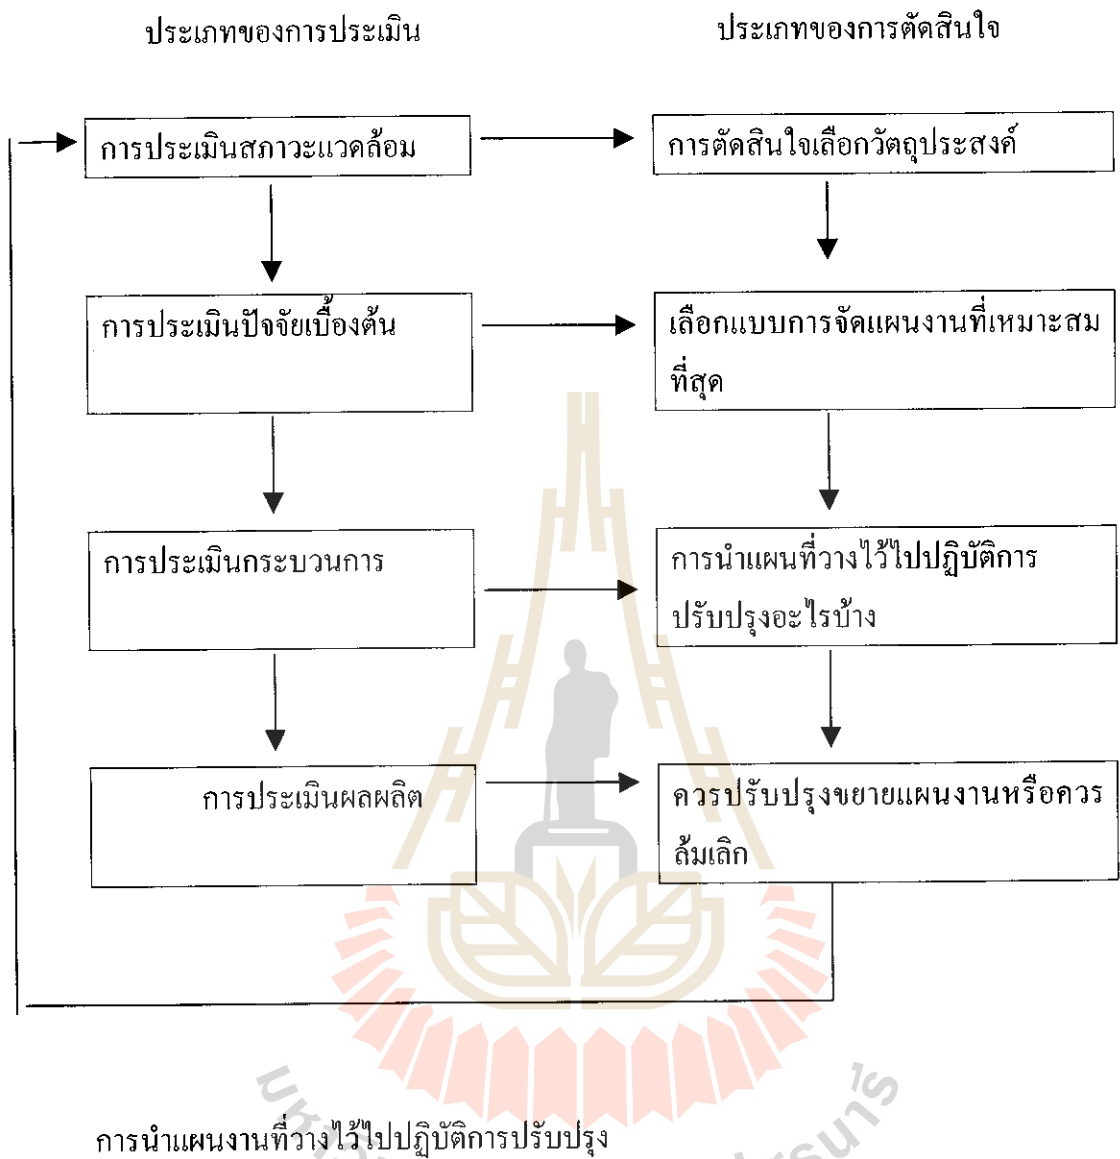 ประเภทของการประเมิน
ประเภทของการตัดสินใจ
การประเมินสภาวะแวดล้อม
การตัดสินใจเลือกวัตถุประสงค์
การประเมินปัจจัยเบื้องต้น
เลือกแบบการจัดแผนงานที่เหมาะสม
ที่สุด
การประเมินกระบวนการ
การนำแผนที่วางไว้ไปปฏิบัติการ
ปรับปรุงอะไรบ้าง
การประเมินผลผลิต
ควรปรับปรุงขยายแผนงานหรือควร
ล้มเลิก
การนำแผนงานที่วางไว้ไปปฏิบัติการปรับปรุง